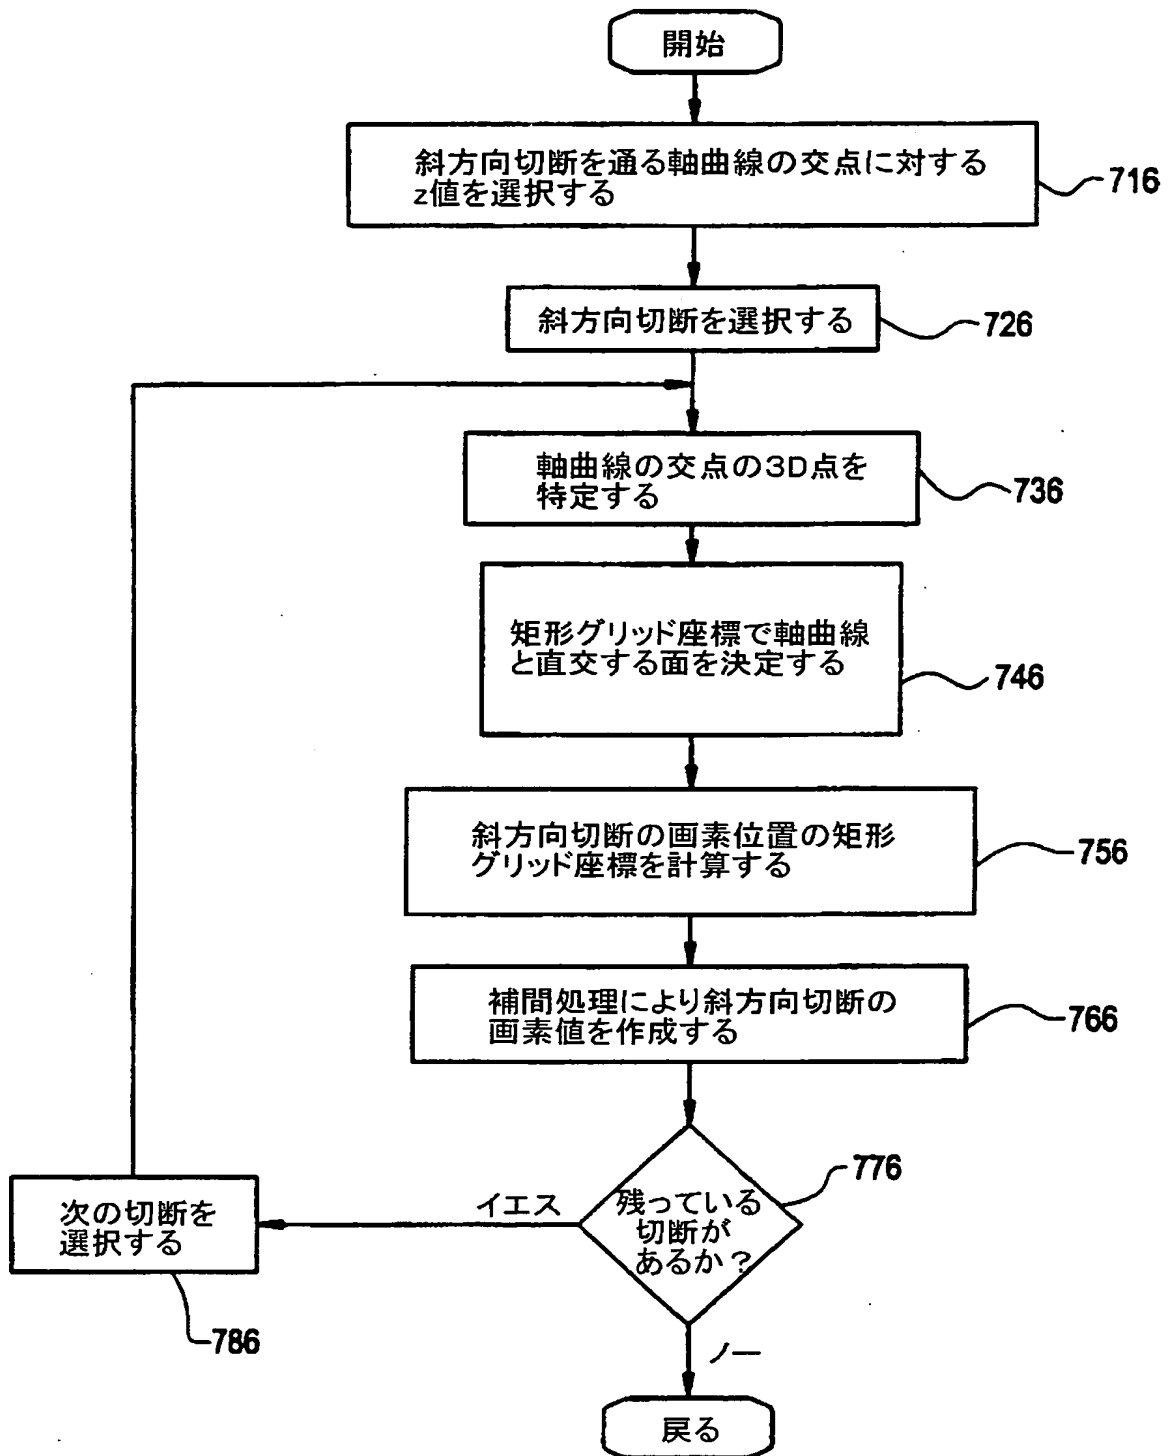 開始
斜方向切断を通る軸曲線の交点に対する
z値を選択する
716
斜方向切断を選択する
726
軸曲線の交点の3D点を
特定する
736
矩形グリッド座標で軸曲線
と直交する面を決定する
746
斜方向切断の画素位置の矩形
グリッド座標を計算する
756
補間処理により斜方向切断の
画素値を作成する
766
残っている
切断が
あるか？
776
イエス
次の切断を
選択する
786
ノー
戻る